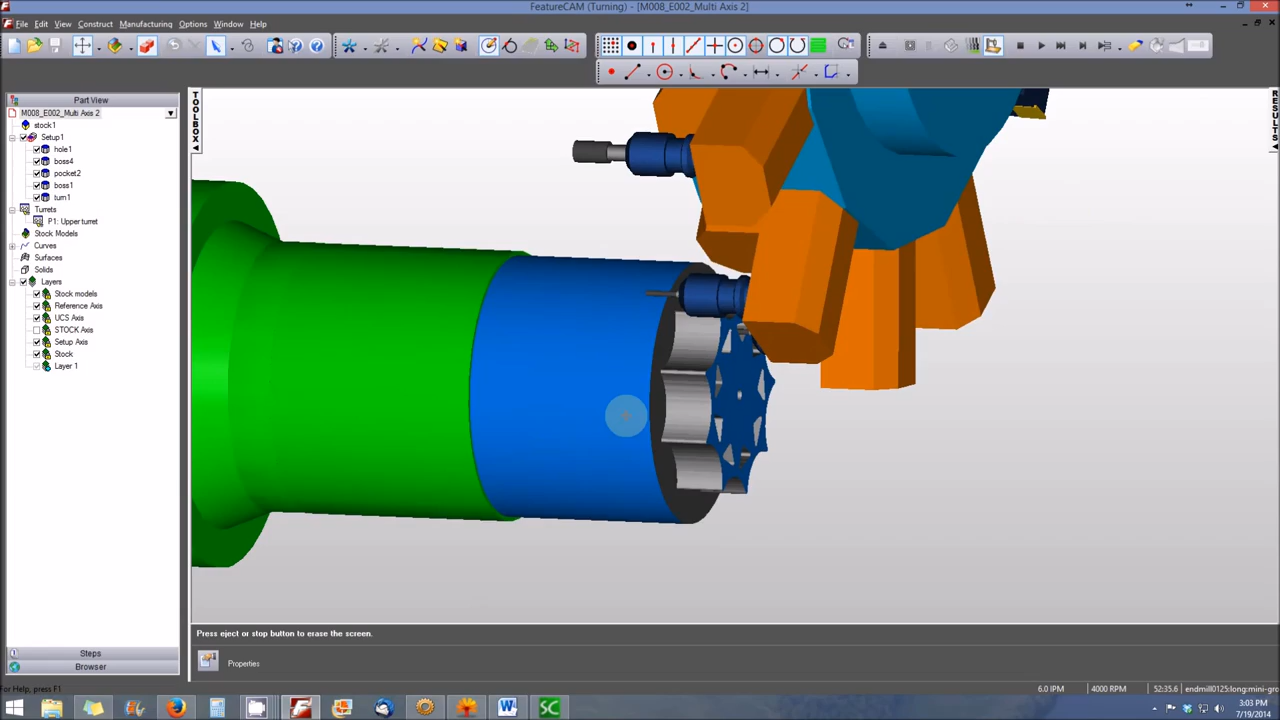 FeatureCAM (Turning) - [M008_E002_Multi Axis 2]
File Edit View Construct Manufacturing Options Window Help
Part View
M008_E002_Multi Axis 2
stock1
Setup1
hole1
boss4
pocket2
boss1
turn1
Turrets
P1: Upper turret
Stock Models
Curves
Surfaces
Solids
Layers
Stock models
Reference Axis
UCS Axis
STOCK Axis
Setup Axis
Stock
Layer 1
Steps
Browser
TOOLBOX
RESULTS
Press eject or stop button to erase the screen.
Properties
For Help, press F1
6.0 IPM
4000 RPM
52:35.6
endmill0125:long:mini-gro
3:03 PM
7/19/2014